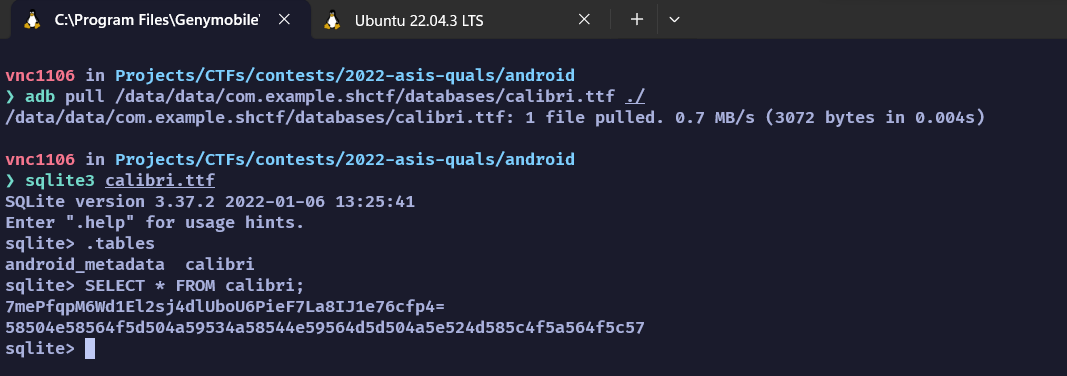 C:\Program Files\Genymobile\
Ubuntu 22.04.3 LTS
vnc1106 in Projects/CTFs/contests/2022-asis-quals/android
❯ adb pull /data/data/com.example.shctf/databases/calibri.ttf ./
/data/data/com.example.shctf/databases/calibri.ttf: 1 file pulled. 0.7 MB/s (3072 bytes in 0.004s)
vnc1106 in Projects/CTFs/contests/2022-asis-quals/android
❯ sqlite3 calibri.ttf
SQLite version 3.37.2 2022-01-06 13:25:41
Enter ".help" for usage hints.
sqlite> .tables
android_metadata  calibri
sqlite> SELECT * FROM calibri;
7mePfqpM6Wd1El2sj4dlUboU6PieF7La8IJ1e76cfp4=
58504e58564f5d504a59534a58544e59564d5d504a5e524d585c4f5a564f5c57
sqlite>